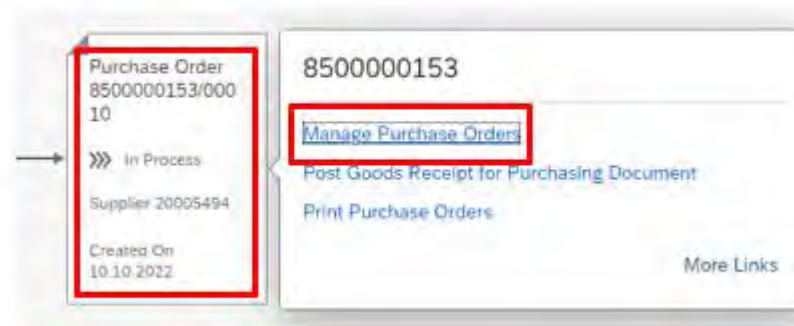 Purchase Order
8500000153/000
10
In Process
Supplier 20005494
Created On
10.10.2022
8500000153
Manage Purchase Orders
Post Goods Receipt for Purchasing Document
Print Purchase Orders
More Links